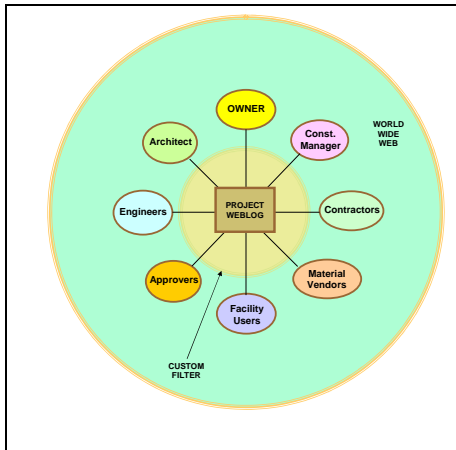 OWNER
Architect
Const.
Manager
WORLD
WIDE
WEB
Engineers
PROJECT
WEBLOG
Contractors
Approvers
Material
Vendors
Facility
Users
CUSTOM
FILTER